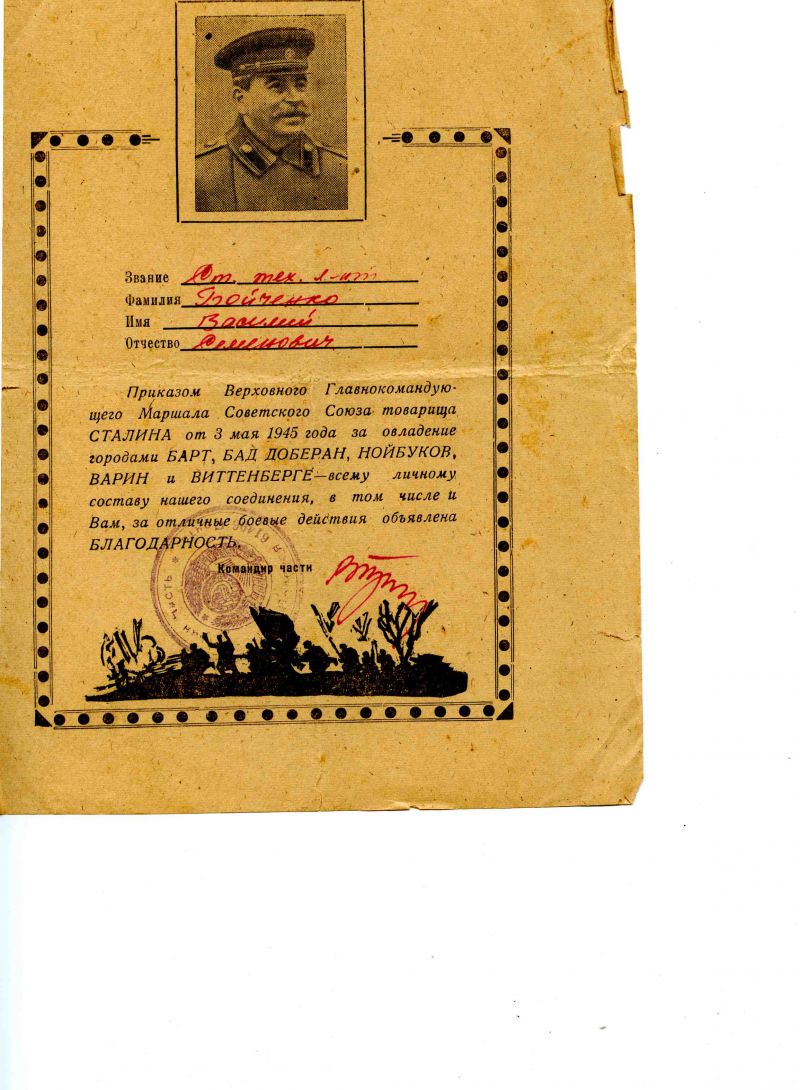 Звание Ст. тех. л-нт
Фамилия Бойченко
Имя Василий
Отчество Семенович
Приказом Верховного Главнокомандую-
щего Маршала Советского Союза товарища
СТАЛИНА от 3 мая 1945 года за овладение
городами БАРТ, БАД ДОБЕРАН, НОЙБУКОВ,
ВАРИН и ВИТТЕНБЕРГЕ—всему личному
составу нашего соединения, в том числе и
Вам, за отличные боевые действия объявлена
БЛАГОДАРНОСТЬ.
Командир части